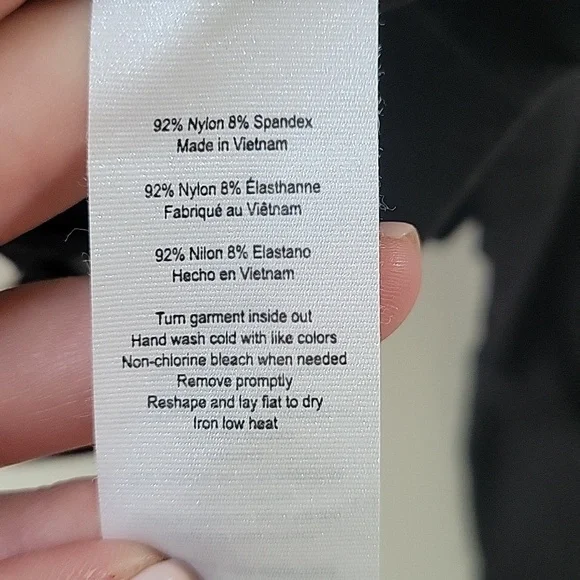 92% Nylon 8% Spandex
Made in Vietnam
92% Nylon 8% Élasthanne
Fabriqué au Viêtnam
92% Nilon 8% Elastano
Hecho en Vietnam
Turn garment inside out
Hand wash cold with like colors
Non-chlorine bleach when needed
Remove promptly
Reshape and lay flat to dry
Iron low heat